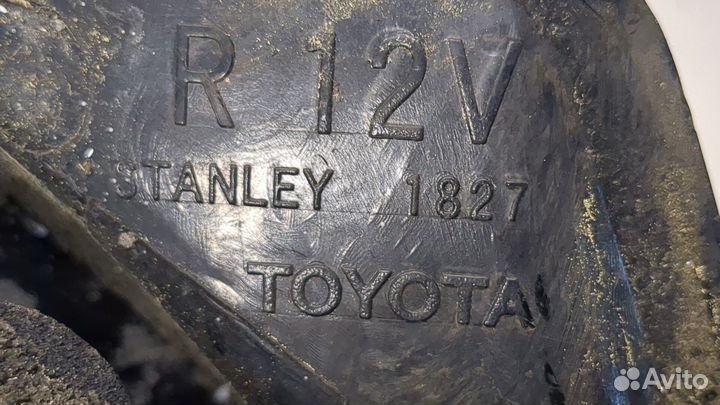 R 12V
STANLEY 1827
TOYOTA
Avito